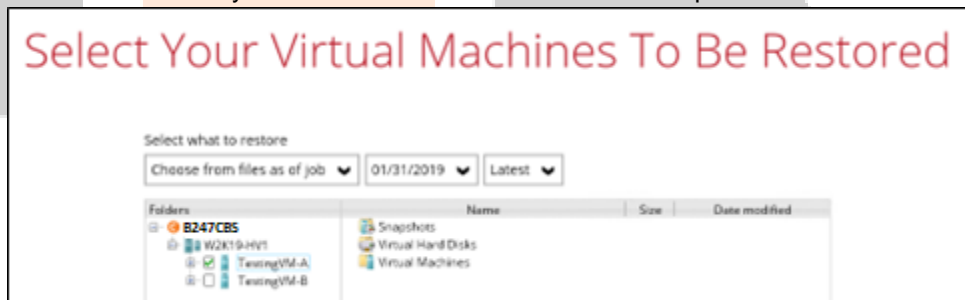 Select Your Virtual Machines To Be Restored
Select what to restore
Choose from files as of job 01/31/2019 Latest
Folders Name Size Date modified
B247CBS Snapshots
W2K19-HV1 Virtual Hard Disks
TestingVM-A Virtual Machines
TestingVM-B